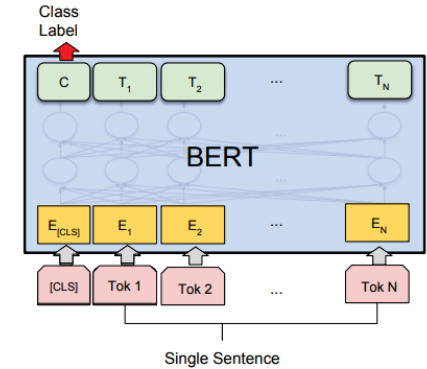 Class
Label
C T1 T2 ... TN
...
BERT
...
E[CLS] E1 E2 ... EN
[CLS] Tok 1 Tok 2 ... Tok N
Single Sentence